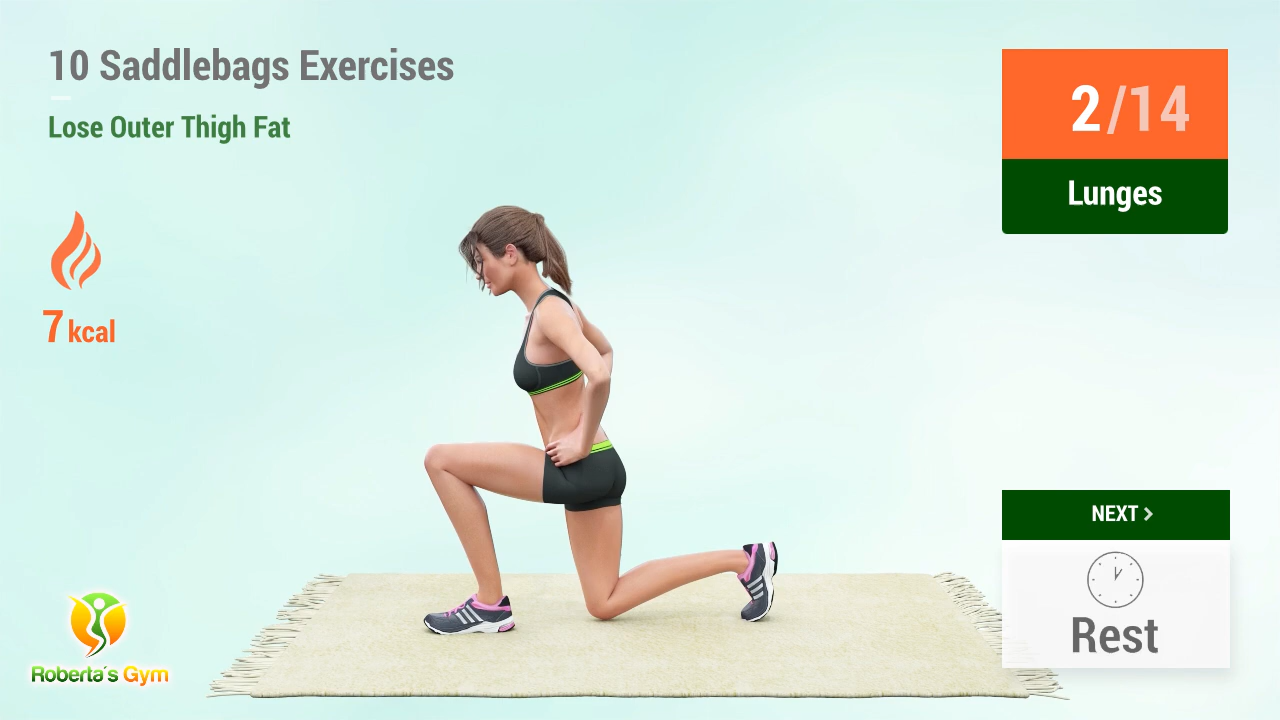 10 Saddlebags Exercises
Lose Outer Thigh Fat
2/14
Lunges
7 kcal
NEXT >
Rest
Roberta´s Gym